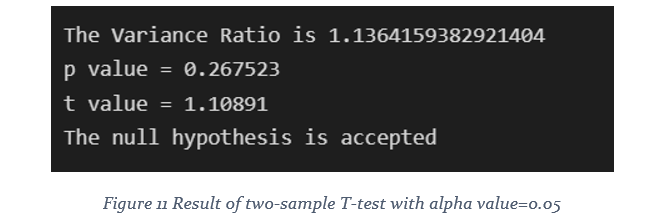 The Variance Ratio is 1.1364159382921404
p value = 0.267523
t value = 1.10891
The null hypothesis is accepted
Figure 11 Result of two-sample T-test with alpha value=0.05